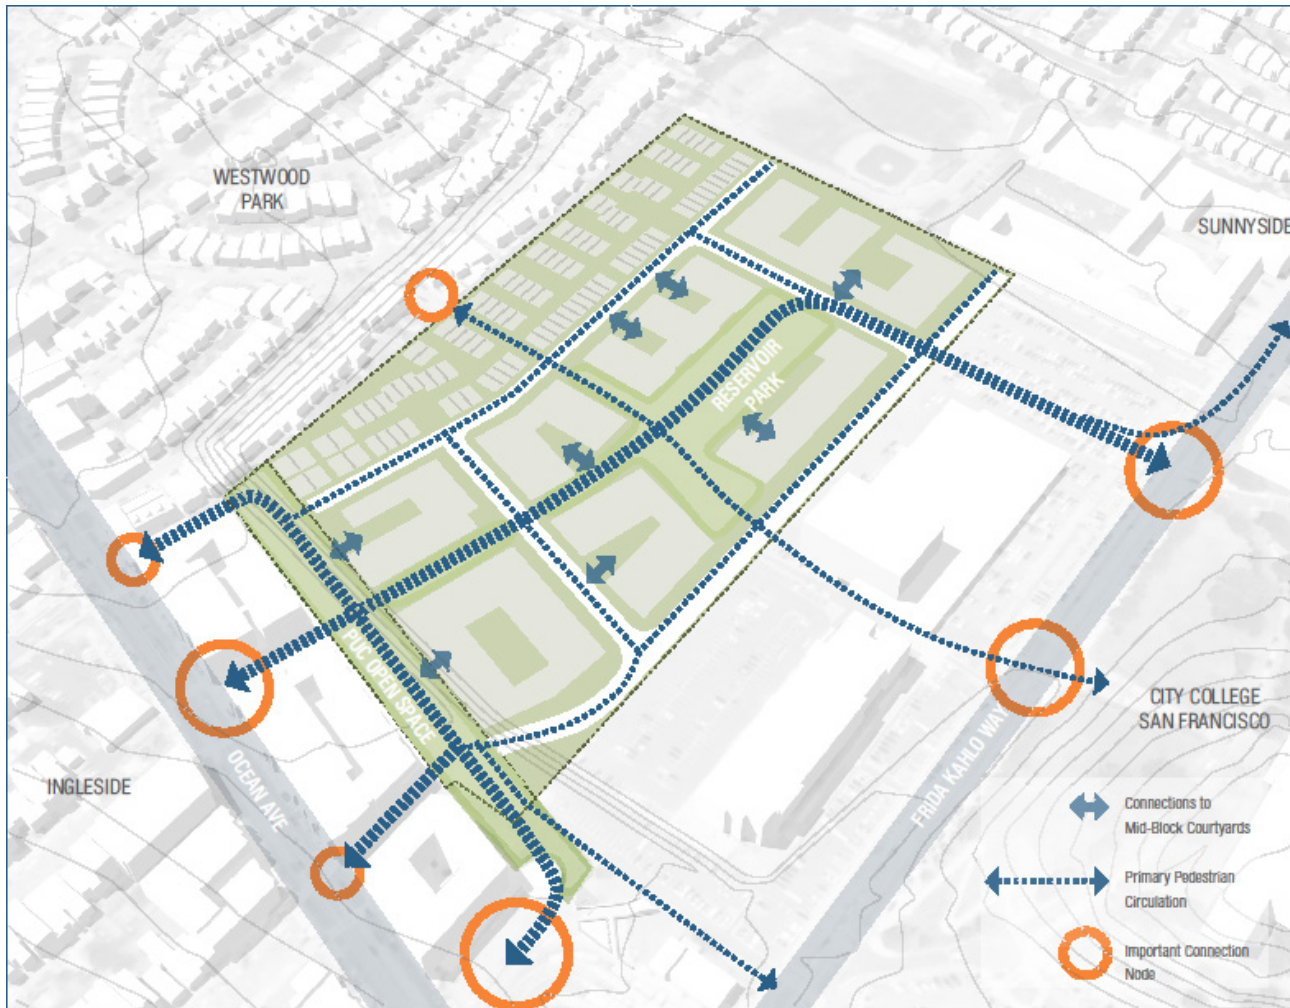 WESTWOOD
PARK
SUNNYSIDE
RESERVOIR
PARK
PUC OPEN SPACE
CITY COLLEGE
SAN FRANCISCO
INGLESIDE
OCEAN AVE
FRIDA KAHLO WAY
Connections to
Mid-Block Courtyards
Primary Pedestrian
Circulation
Important Connection
Node